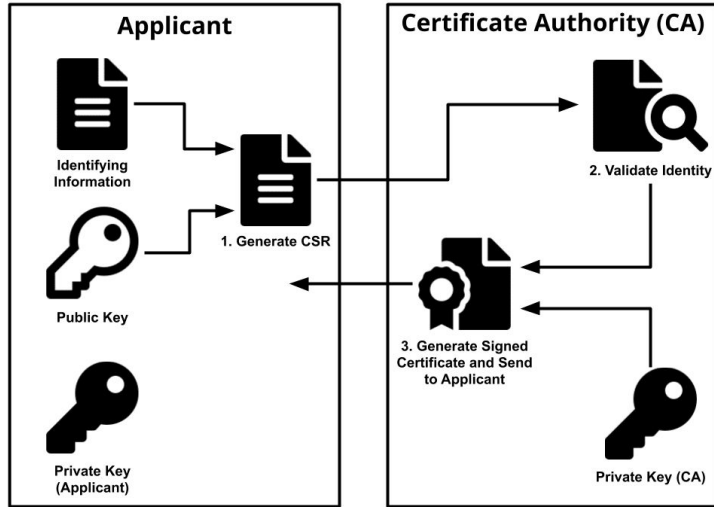 Applicant
Certificate Authority (CA)
Identifying
Information
1. Generate CSR
2. Validate Identity
Public Key
3. Generate Signed
Certificate and Send
to Applicant
Private Key
(Applicant)
Private Key (CA)